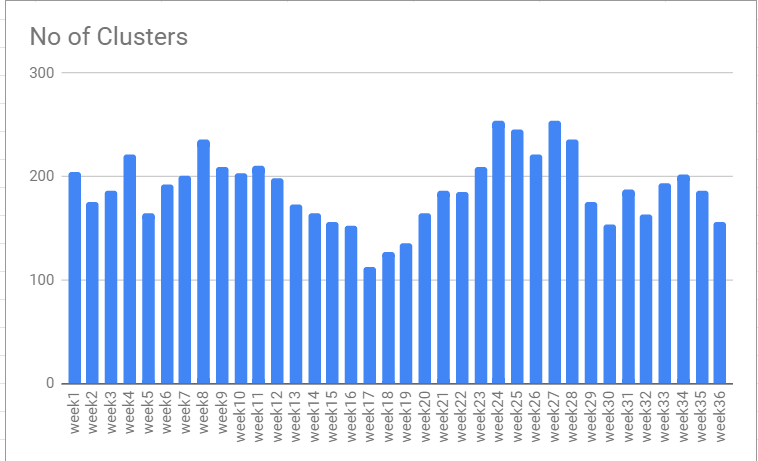 No of Clusters
300
200
100
0
week1
week2
week3
week4
week5
week6
week7
week8
week9
week10
week11
week12
week13
week14
week15
week16
week17
week18
week19
week20
week21
week22
week23
week24
week25
week26
week27
week28
week29
week30
week31
week32
week33
week34
week35
week36